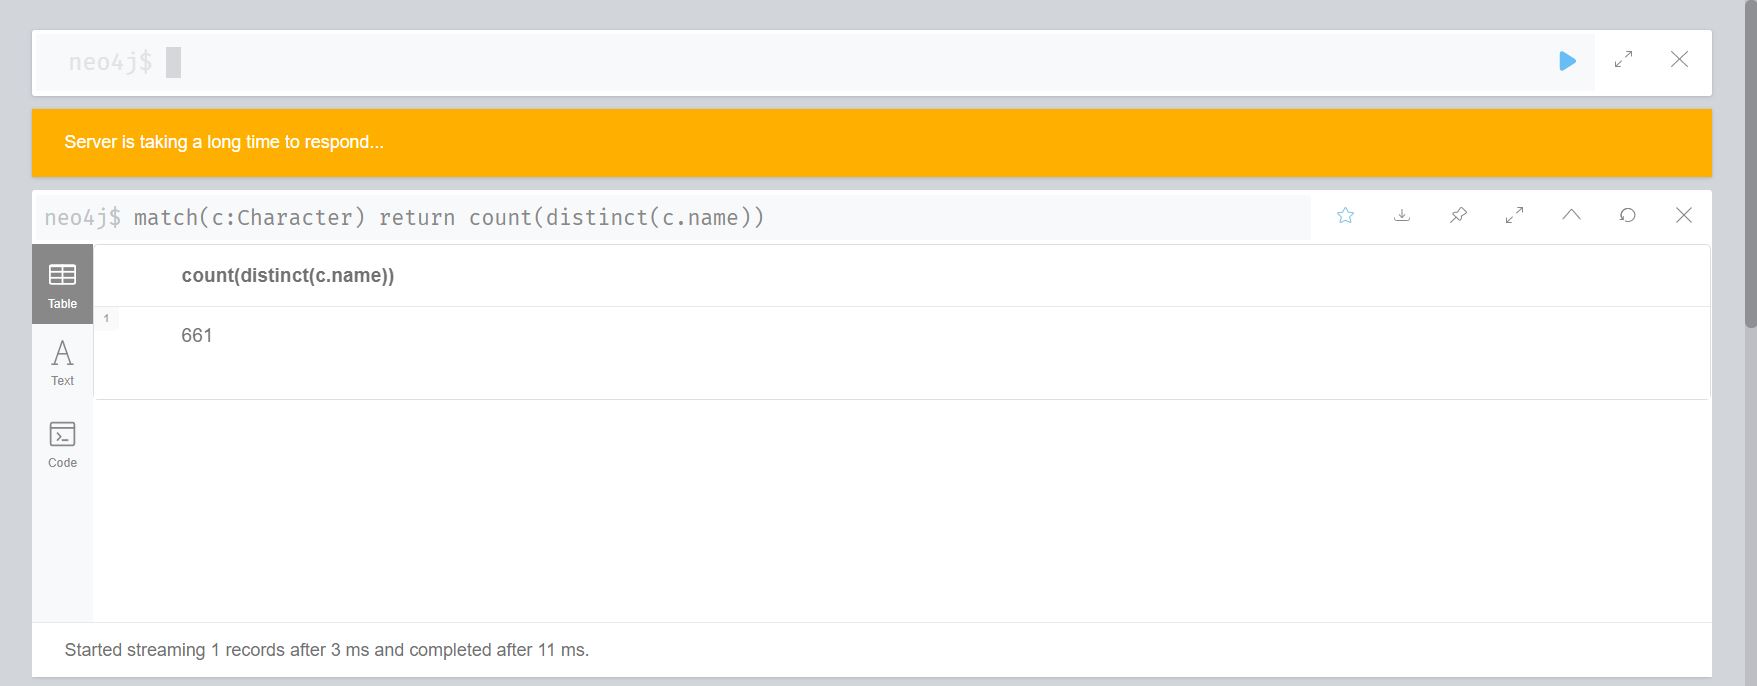 neo4j$
Server is taking a long time to respond...
neo4j$ match(c:Character) return count(distinct(c.name))
Table
count(distinct(c.name))
1
661
Text
Code
Started streaming 1 records after 3 ms and completed after 11 ms.